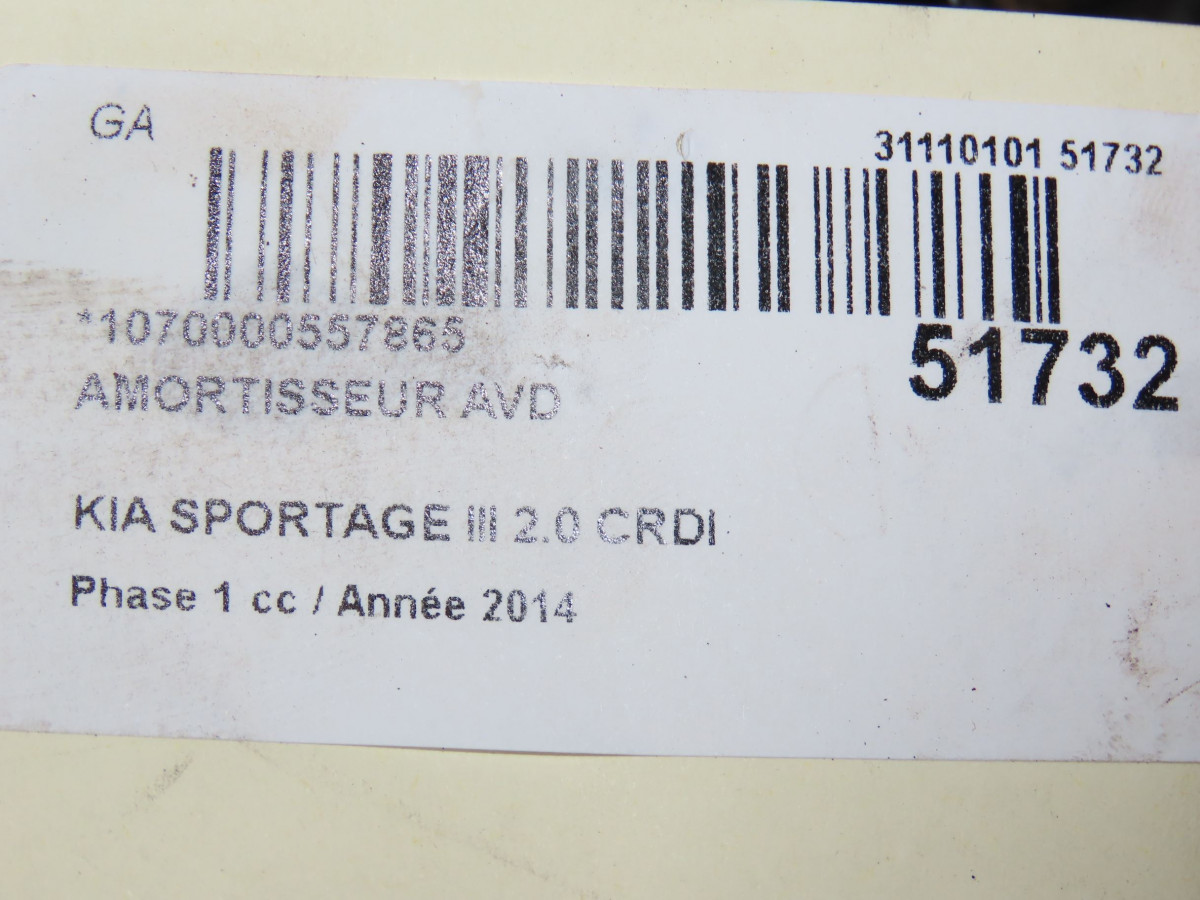 GA
31110101 51732
*1070000557865
51732
AMORTISSEUR AVD
KIA SPORTAGE III 2.0 CRDI
Phase 1 cc / Année 2014